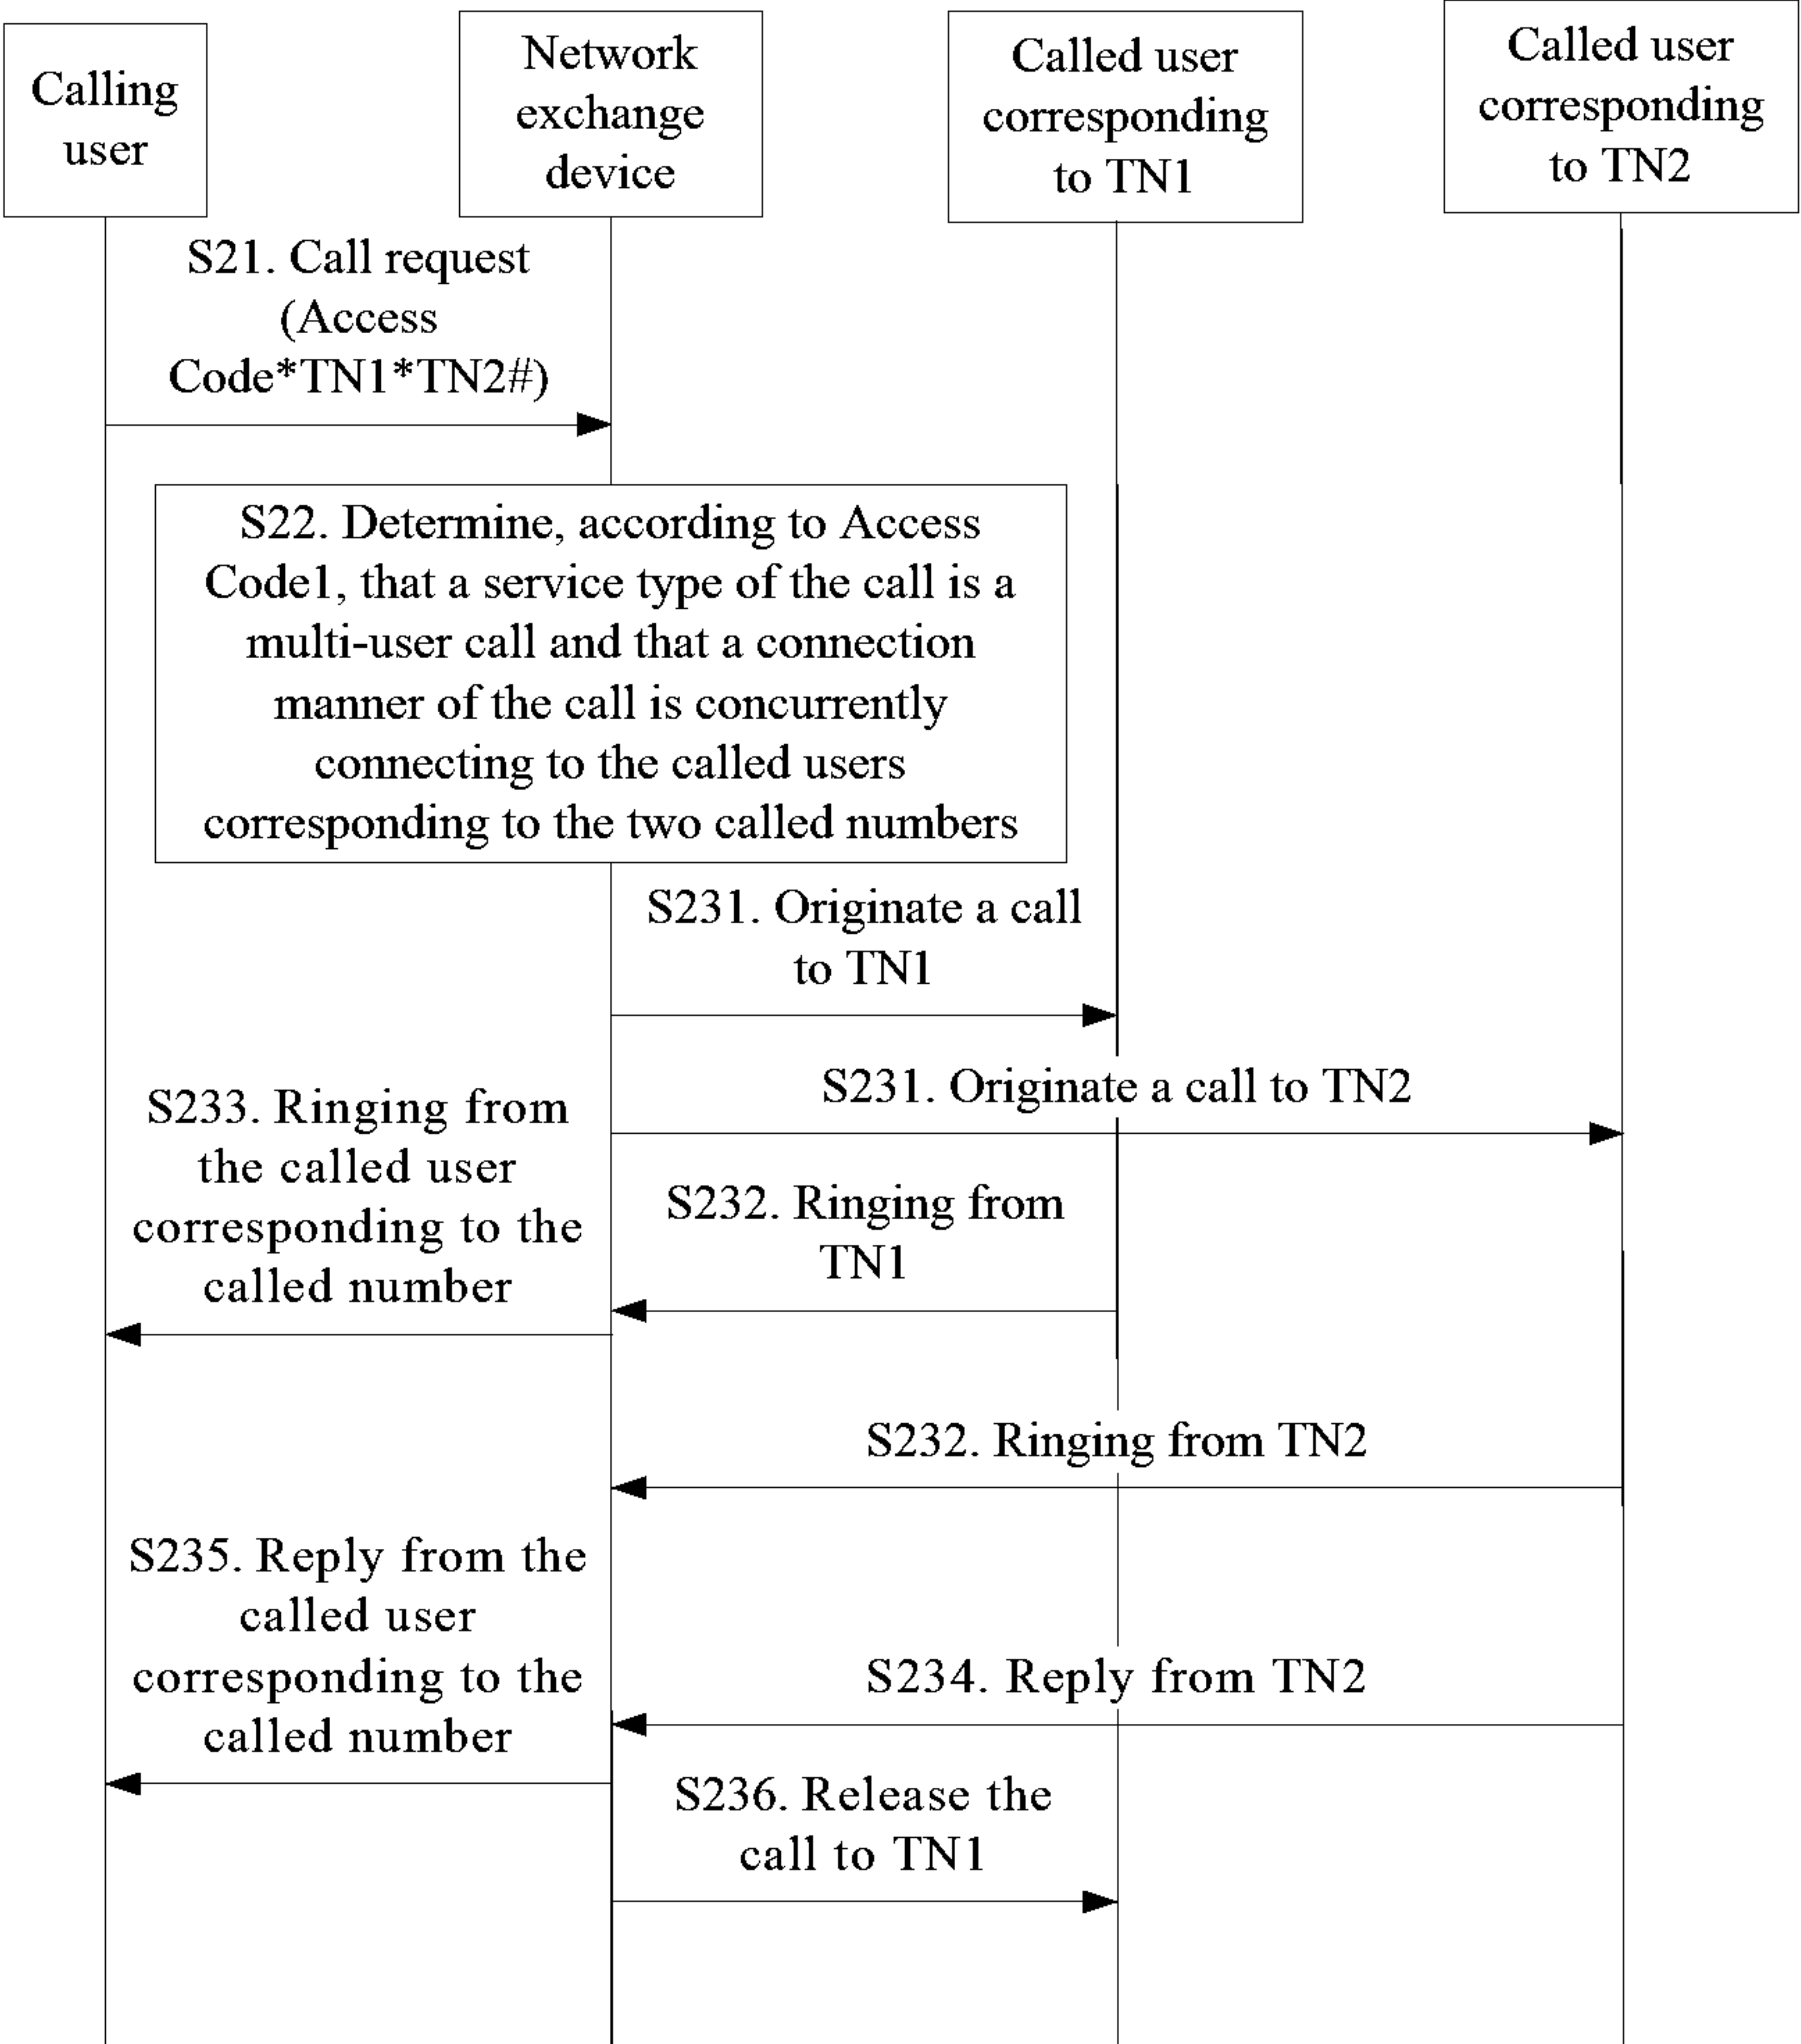 Calling
user
Network
exchange
device
Called user
corresponding
to TN1
Called user
corresponding
to TN2
S21. Call request
(Access
Code*TN1*TN2#)
S22. Determine, according to Access
Code1, that a service type of the call is a
multi-user call and that a connection
manner of the call is concurrently
connecting to the called users
corresponding to the two called numbers
S231. Originate a call
to TN1
S231. Originate a call to TN2
S233. Ringing from
the called user
corresponding to the
called number
S232. Ringing from
TN1
S232. Ringing from TN2
S235. Reply from the
called user
corresponding to the
called number
S234. Reply from TN2
S236. Release the
call to TN1